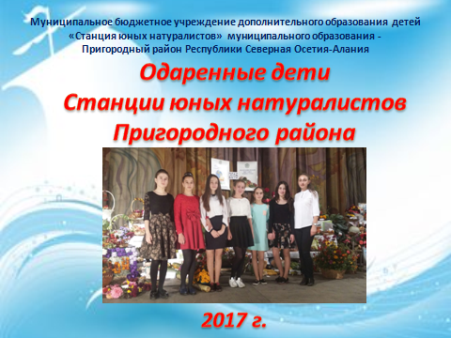 Муниципальное бюджетное учреждение дополнительного образования детей
«Станция юных натуралистов» муниципального образования -
Пригородный район Республики Северная Осетия-Алания
Одаренные дети
Станции юных натуралистов
Пригородного района
2017 г.